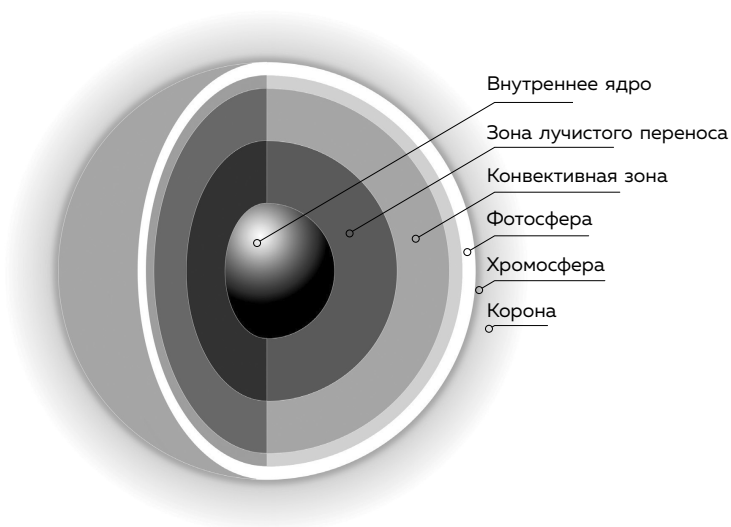 Внутреннее ядро
Зона лучистого переноса
Конвективная зона
Фотосфера
Хромосфера
Корона